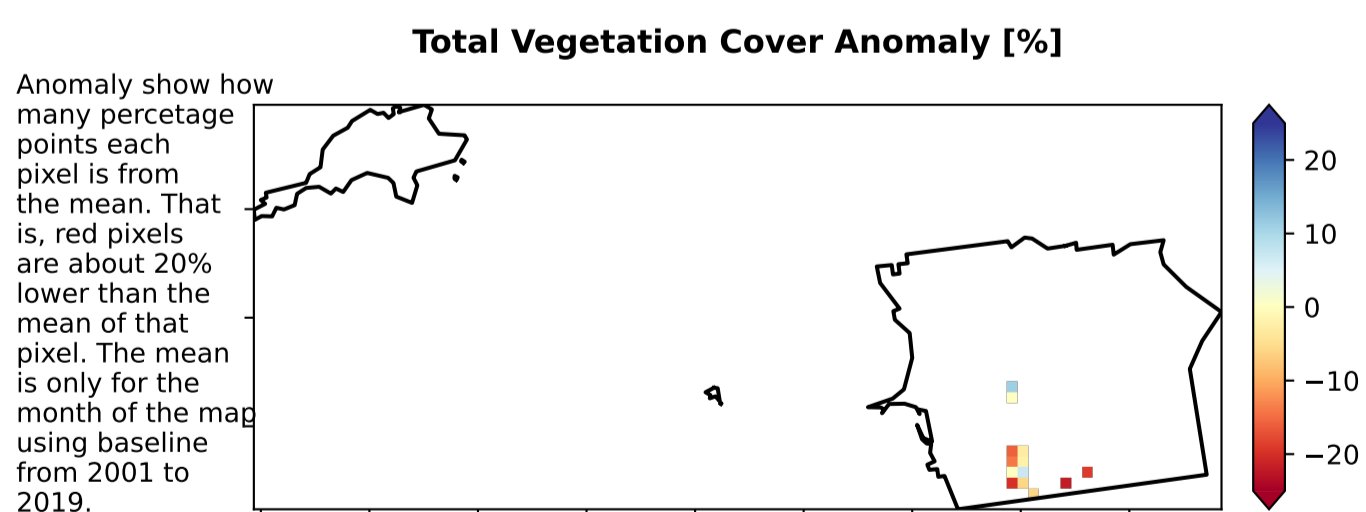 Total Vegetation Cover Anomaly [%]
Anomaly show how
many percetage
points each
pixel is from
the mean. That
is, red pixels
are about 20%
lower than the
mean of that
pixel. The mean
is only for the
month of the map
using baseline
from 2001 to
2019.
20
10
0
−10
−20